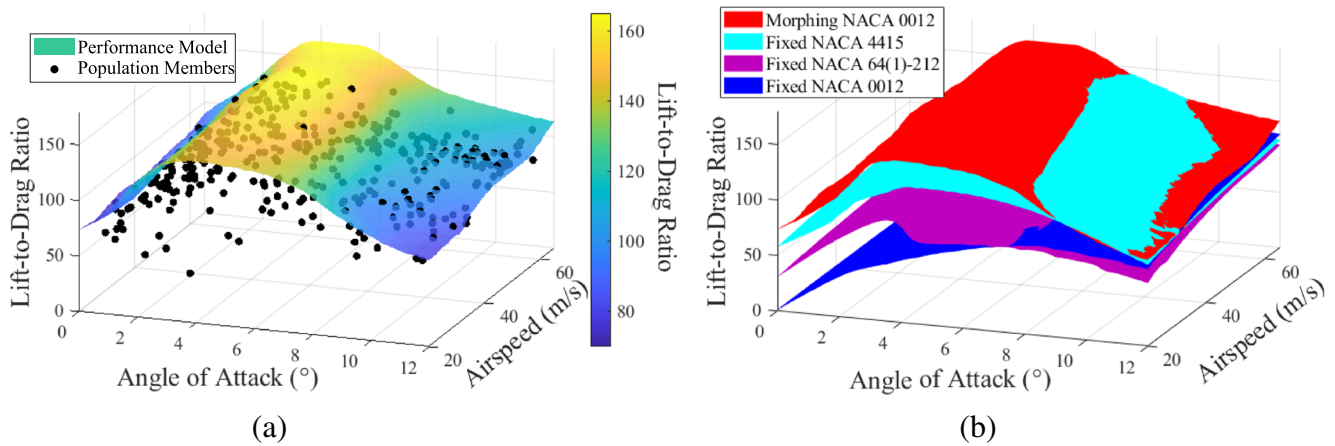 Performance Model
Population Members
Lift-to-Drag Ratio
150
100
50
0
0
2
4
6
8
10
12
Angle of Attack (°)
20
40
60
Airspeed (m/s)
160
140
120
100
80
Lift-to-Drag Ratio
(a)
Morphing NACA 0012
Fixed NACA 4415
Fixed NACA 64(1)-212
Fixed NACA 0012
Lift-to-Drag Ratio
150
100
50
0
0
2
4
6
8
10
12
Angle of Attack (°)
20
40
60
Airspeed (m/s)
(b)